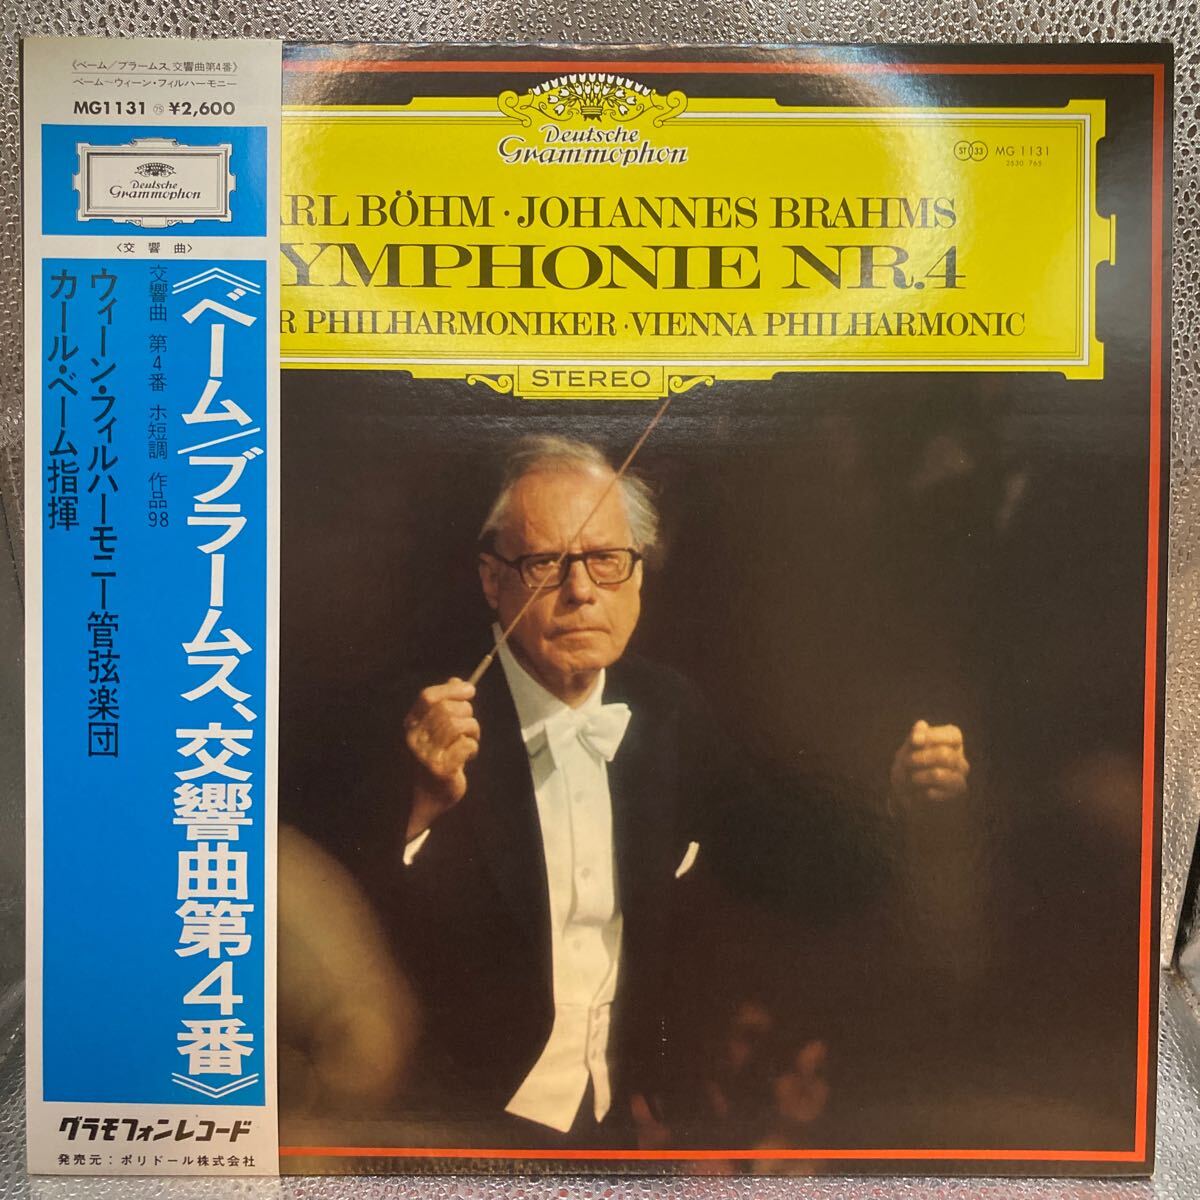 《ベーム/ブラームス、交響曲第4番》
ベーム〜ウィーン・フィルハーモニー
MG1131 75 ¥2,600
Deutsche
Grammophon
〈交響曲〉
《ベーム/ブラームス、交響曲第4番》
交響曲 第4番 ホ短調 作品98
ウィーン・フィルハーモニー管弦楽団
カール・ベーム指揮
グラモフォンレコード
発売元:ポリドール株式会社
Deutsche
Grammophon
ST 33 MG 1131
2530 765
ARL BÖHM · JOHANNES BRAHMS
YMPHONIE NR.4
R PHILHARMONIKER · VIENNA PHILHARMONIC
STEREO